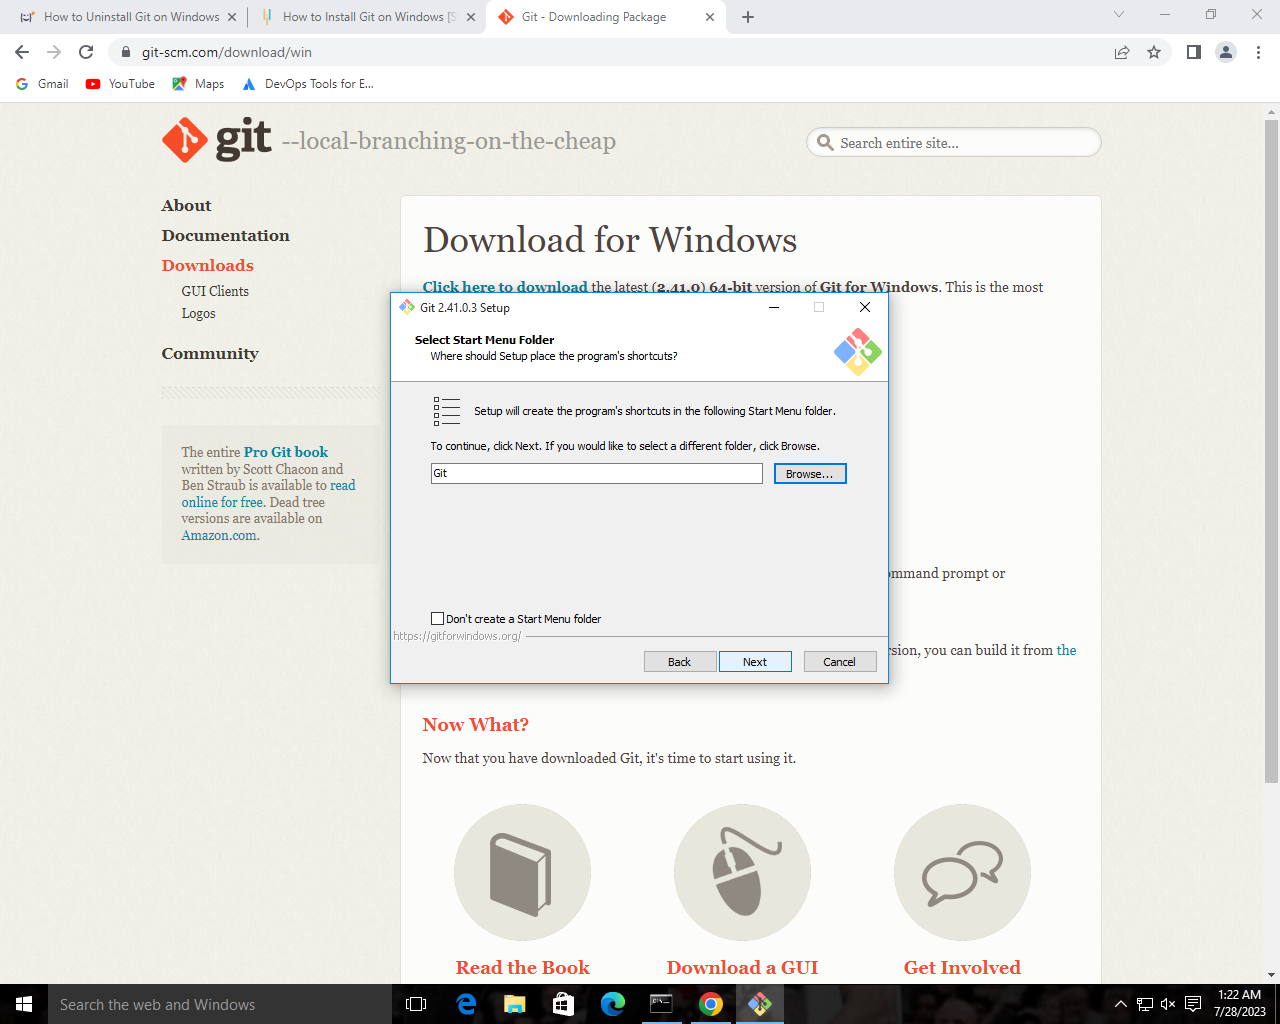 How to Uninstall Git on Windows
How to Install Git on Windows [S
Git - Downloading Package
git-scm.com/download/win
Gmail
YouTube
Maps
DevOps Tools for E...
git --local-branching-on-the-cheap
Search entire site...
About
Documentation
Downloads
GUI Clients
Logos
Community
The entire Pro Git book
written by Scott Chacon and
Ben Straub is available to read
online for free. Dead tree
versions are available on
Amazon.com.
Download for Windows
Click here to download the latest (2.41.0) 64-bit version of Git for Windows. This is the most
Git 2.41.0.3 Setup
Select Start Menu Folder
Where should Setup place the program's shortcuts?
Setup will create the program's shortcuts in the following Start Menu folder.
To continue, click Next. If you would like to select a different folder, click Browse.
Git
Browse...
Don't create a Start Menu folder
https://gitforwindows.org/
Back
Next
Cancel
ommand prompt or
rsion, you can build it from the
Now What?
Now that you have downloaded Git, it's time to start using it.
Read the Book
Download a GUI
Get Involved
Search the web and Windows
1:22 AM
7/28/2023